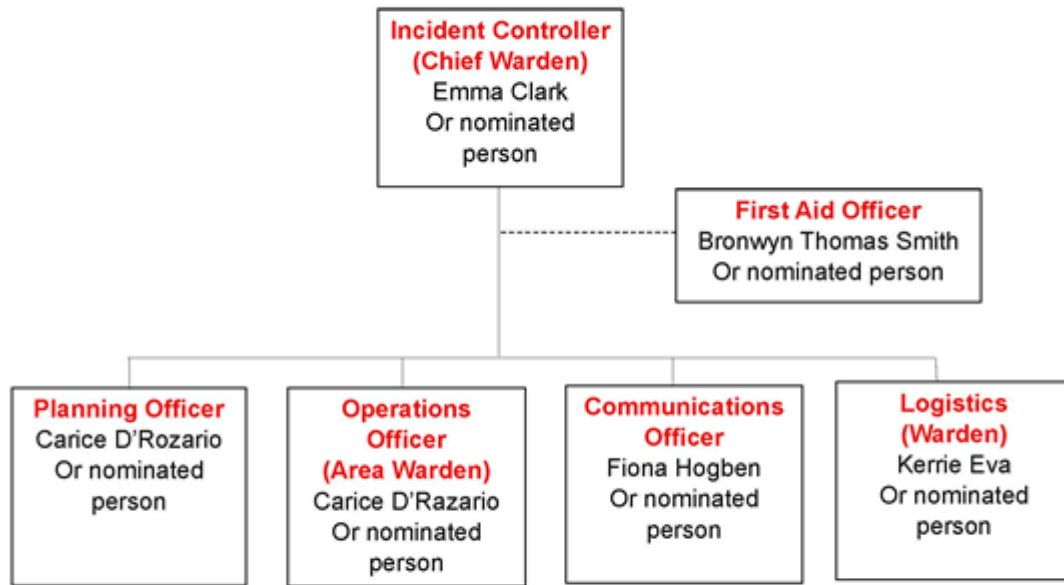 Incident Controller
(Chief Warden)
Emma Clark
Or nominated
person
First Aid Officer
Bronwyn Thomas Smith
Or nominated person
Planning Officer
Carice D'Rozario
Or nominated
person
Operations
Officer
(Area Warden)
Carice D'Razario
Or nominated
person
Communications
Officer
Fiona Hogben
Or nominated
person
Logistics
(Warden)
Kerrie Eva
Or nominated
person